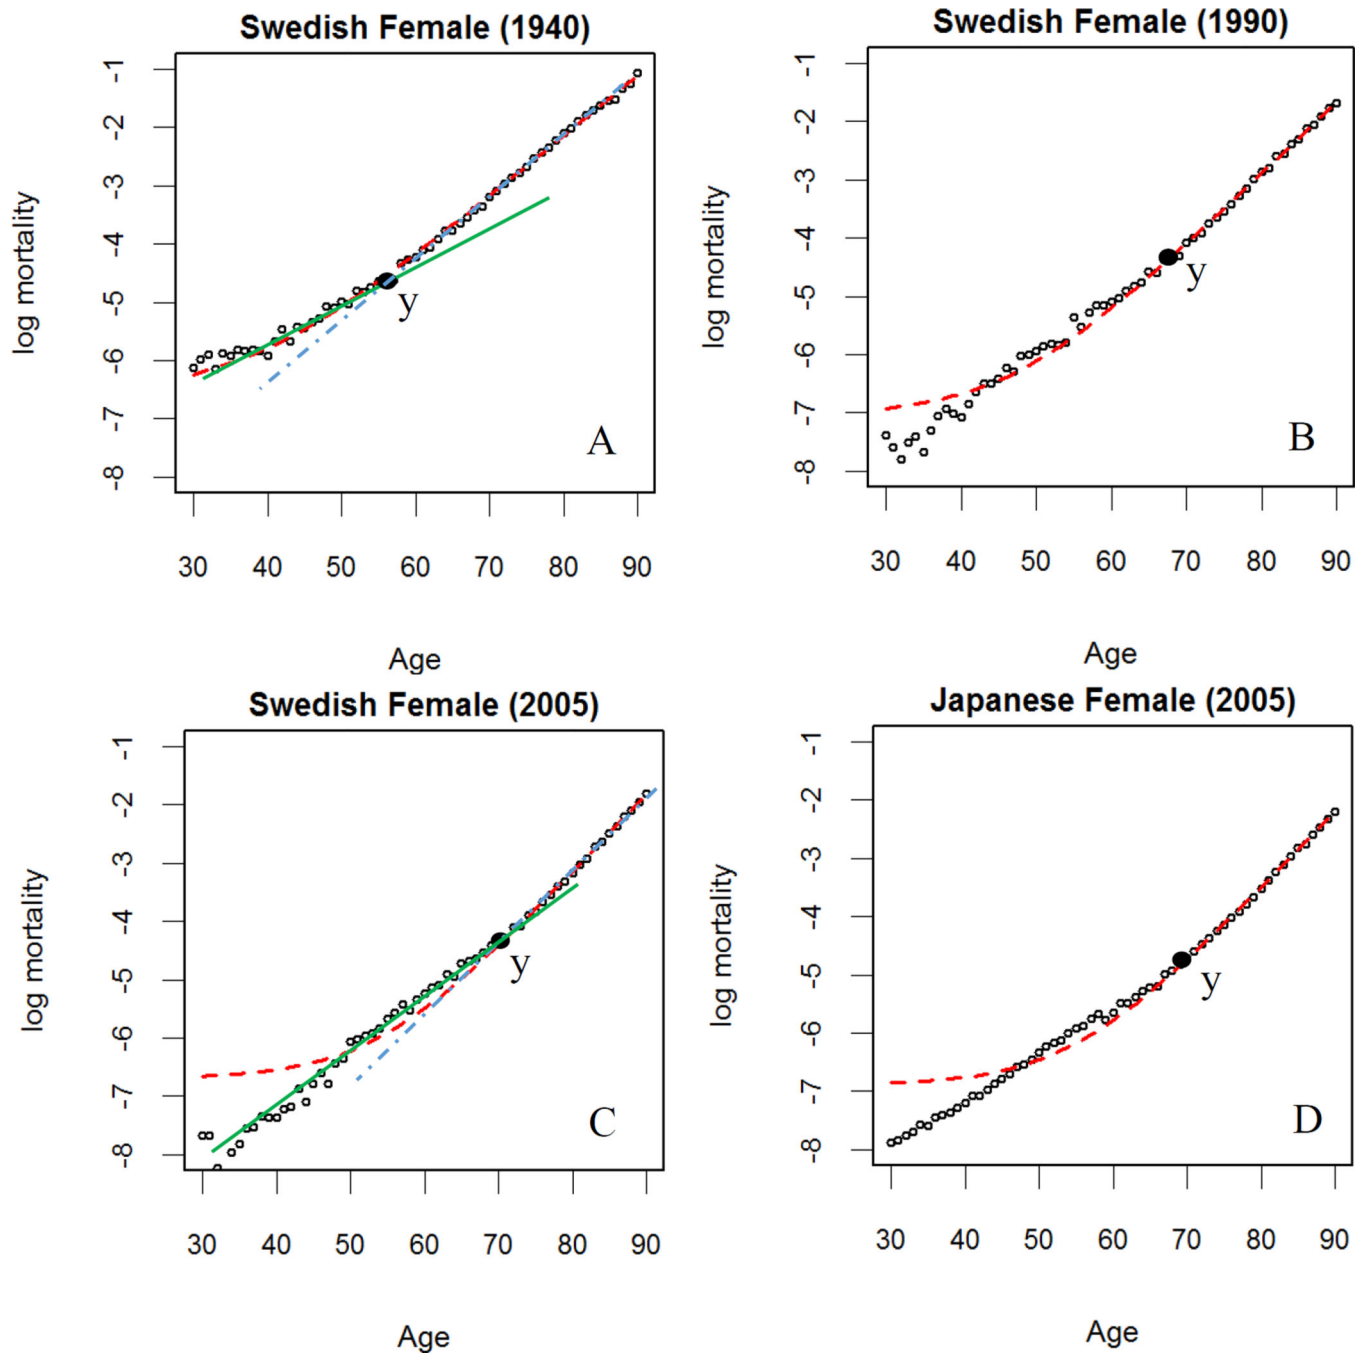 Swedish Female (1940)
-1
-2
-3
-4
-5
-6
-7
-8
log mortality
y
A
30 40 50 60 70 80 90
Age
Swedish Female (1990)
-1
-2
-3
-4
-5
-6
-7
-8
log mortality
y
B
30 40 50 60 70 80 90
Age
Swedish Female (2005)
-1
-2
-3
-4
-5
-6
-7
-8
log mortality
y
C
30 40 50 60 70 80 90
Age
Japanese Female (2005)
-1
-2
-3
-4
-5
-6
-7
-8
log mortality
y
D
30 40 50 60 70 80 90
Age